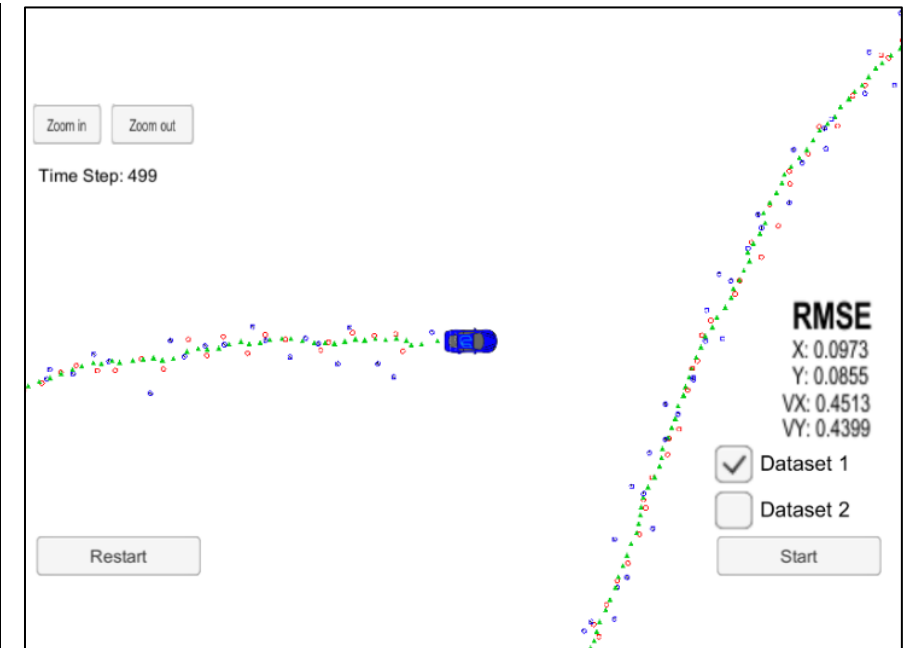 Zoom in
Zoom out
Time Step: 499
RMSE
X: 0.0973
Y: 0.0855
VX: 0.4513
VY: 0.4399
Dataset 1
Dataset 2
Restart
Start